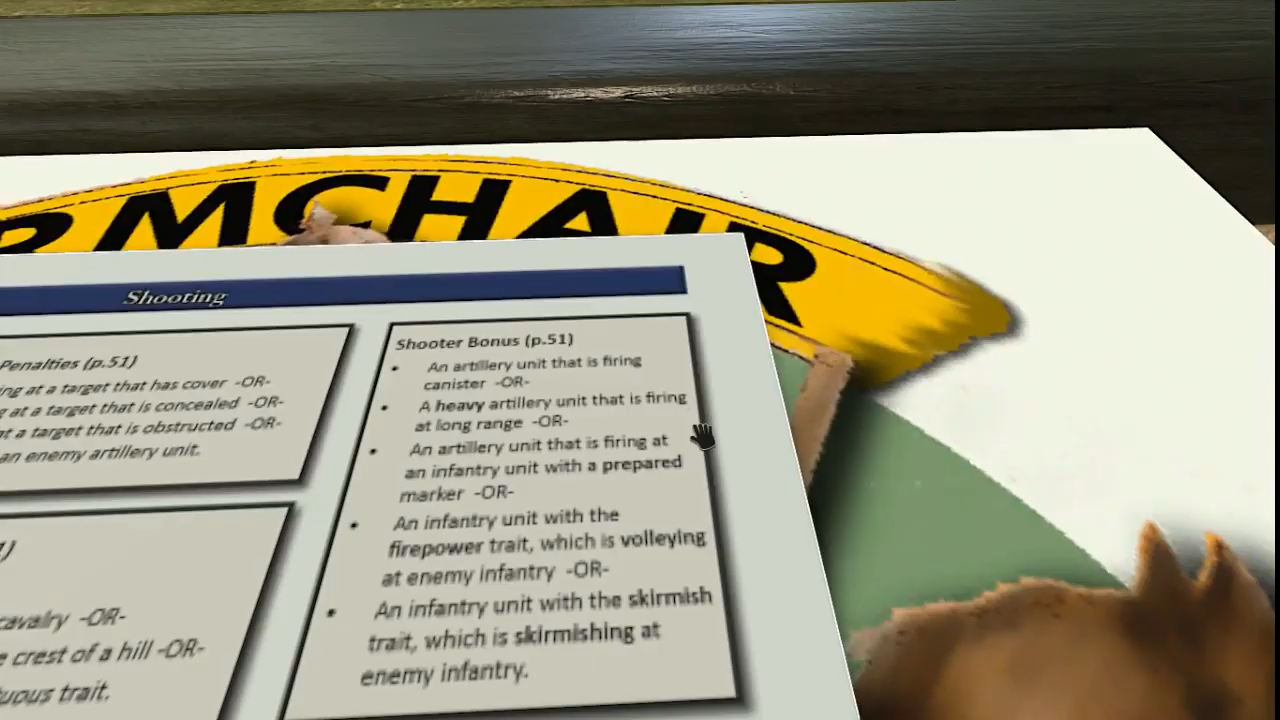 RMCHAIR
Shooting
Penalties (p.51)
ing at a target that has cover -OR-
g at a target that is concealed -OR-
at a target that is obstructed -OR-
an enemy artillery unit.
Shooter Bonus (p.51)
• An artillery unit that is firing
canister -OR-
• A heavy artillery unit that is firing
at long range -OR-
• An artillery unit that is firing at
an infantry unit with a prepared
marker -OR-
• An infantry unit with the
firepower trait, which is volleying
at enemy infantry -OR-
• An infantry unit with the skirmish
trait, which is skirmishing at
enemy infantry.
cavalry -OR-
e crest of a hill -OR-
tuous trait.